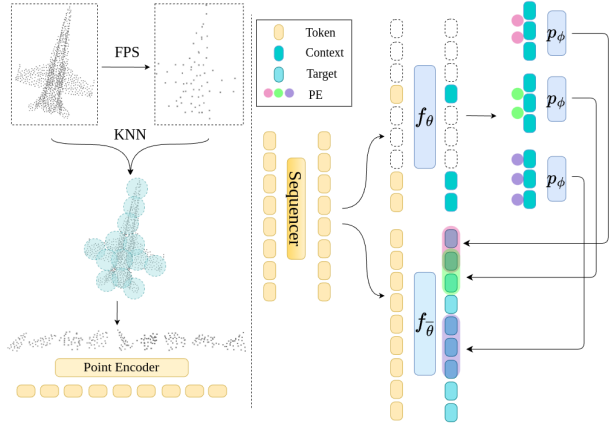 FPS
KNN
Point Encoder
Token
Context
Target
PE
Sequencer
f_θ
f_θ̅
p_ϕ
p_ϕ
p_ϕ